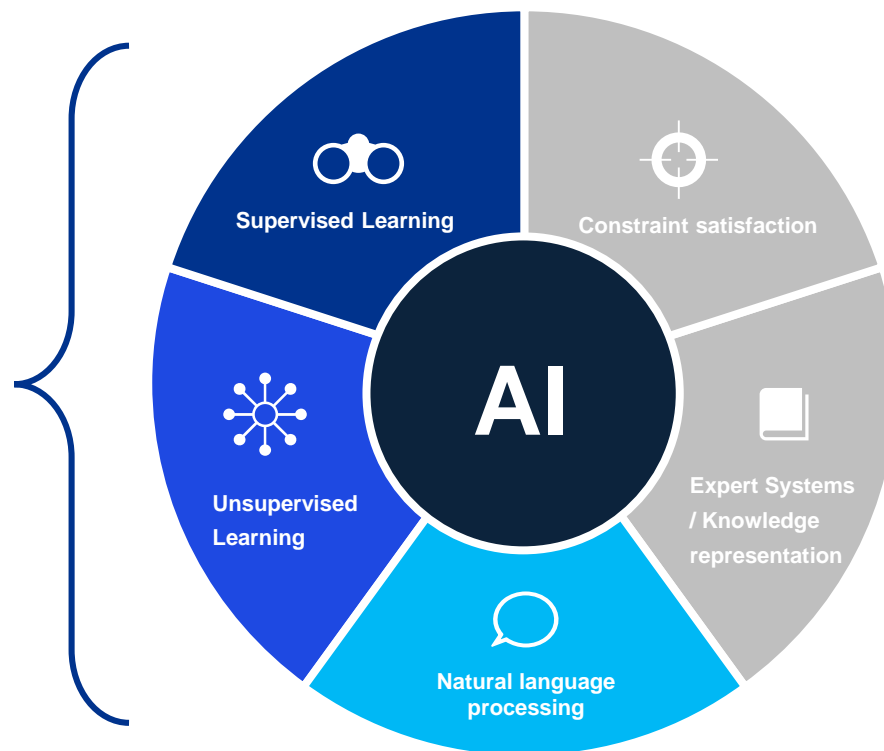 Supervised Learning
Constraint satisfaction
AI
Unsupervised
Learning
Expert Systems
/ Knowledge
representation
Natural language
processing